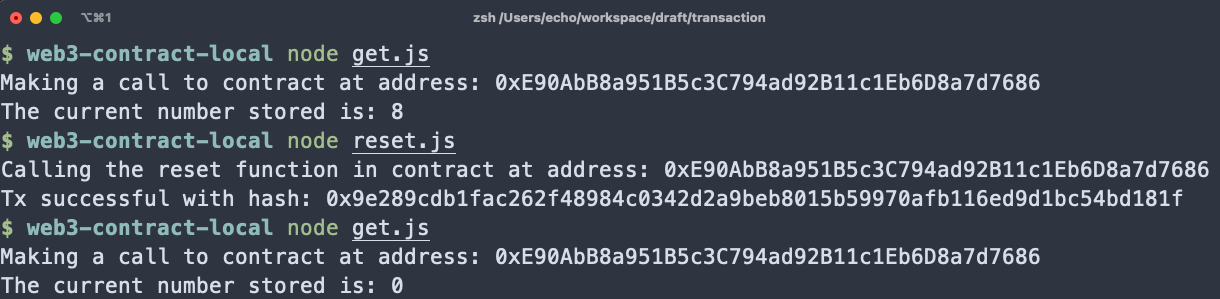 ⌥⌘1
zsh /Users/echo/workspace/draft/transaction
$ web3-contract-local node get.js
Making a call to contract at address: 0xE90AbB8a951B5c3C794ad92B11c1Eb6D8a7d7686
The current number stored is: 8
$ web3-contract-local node reset.js
Calling the reset function in contract at address: 0xE90AbB8a951B5c3C794ad92B11c1Eb6D8a7d7686
Tx successful with hash: 0x9e289cdb1fac262f48984c0342d2a9beb8015b59970afb116ed9d1bc54bd181f
$ web3-contract-local node get.js
Making a call to contract at address: 0xE90AbB8a951B5c3C794ad92B11c1Eb6D8a7d7686
The current number stored is: 0